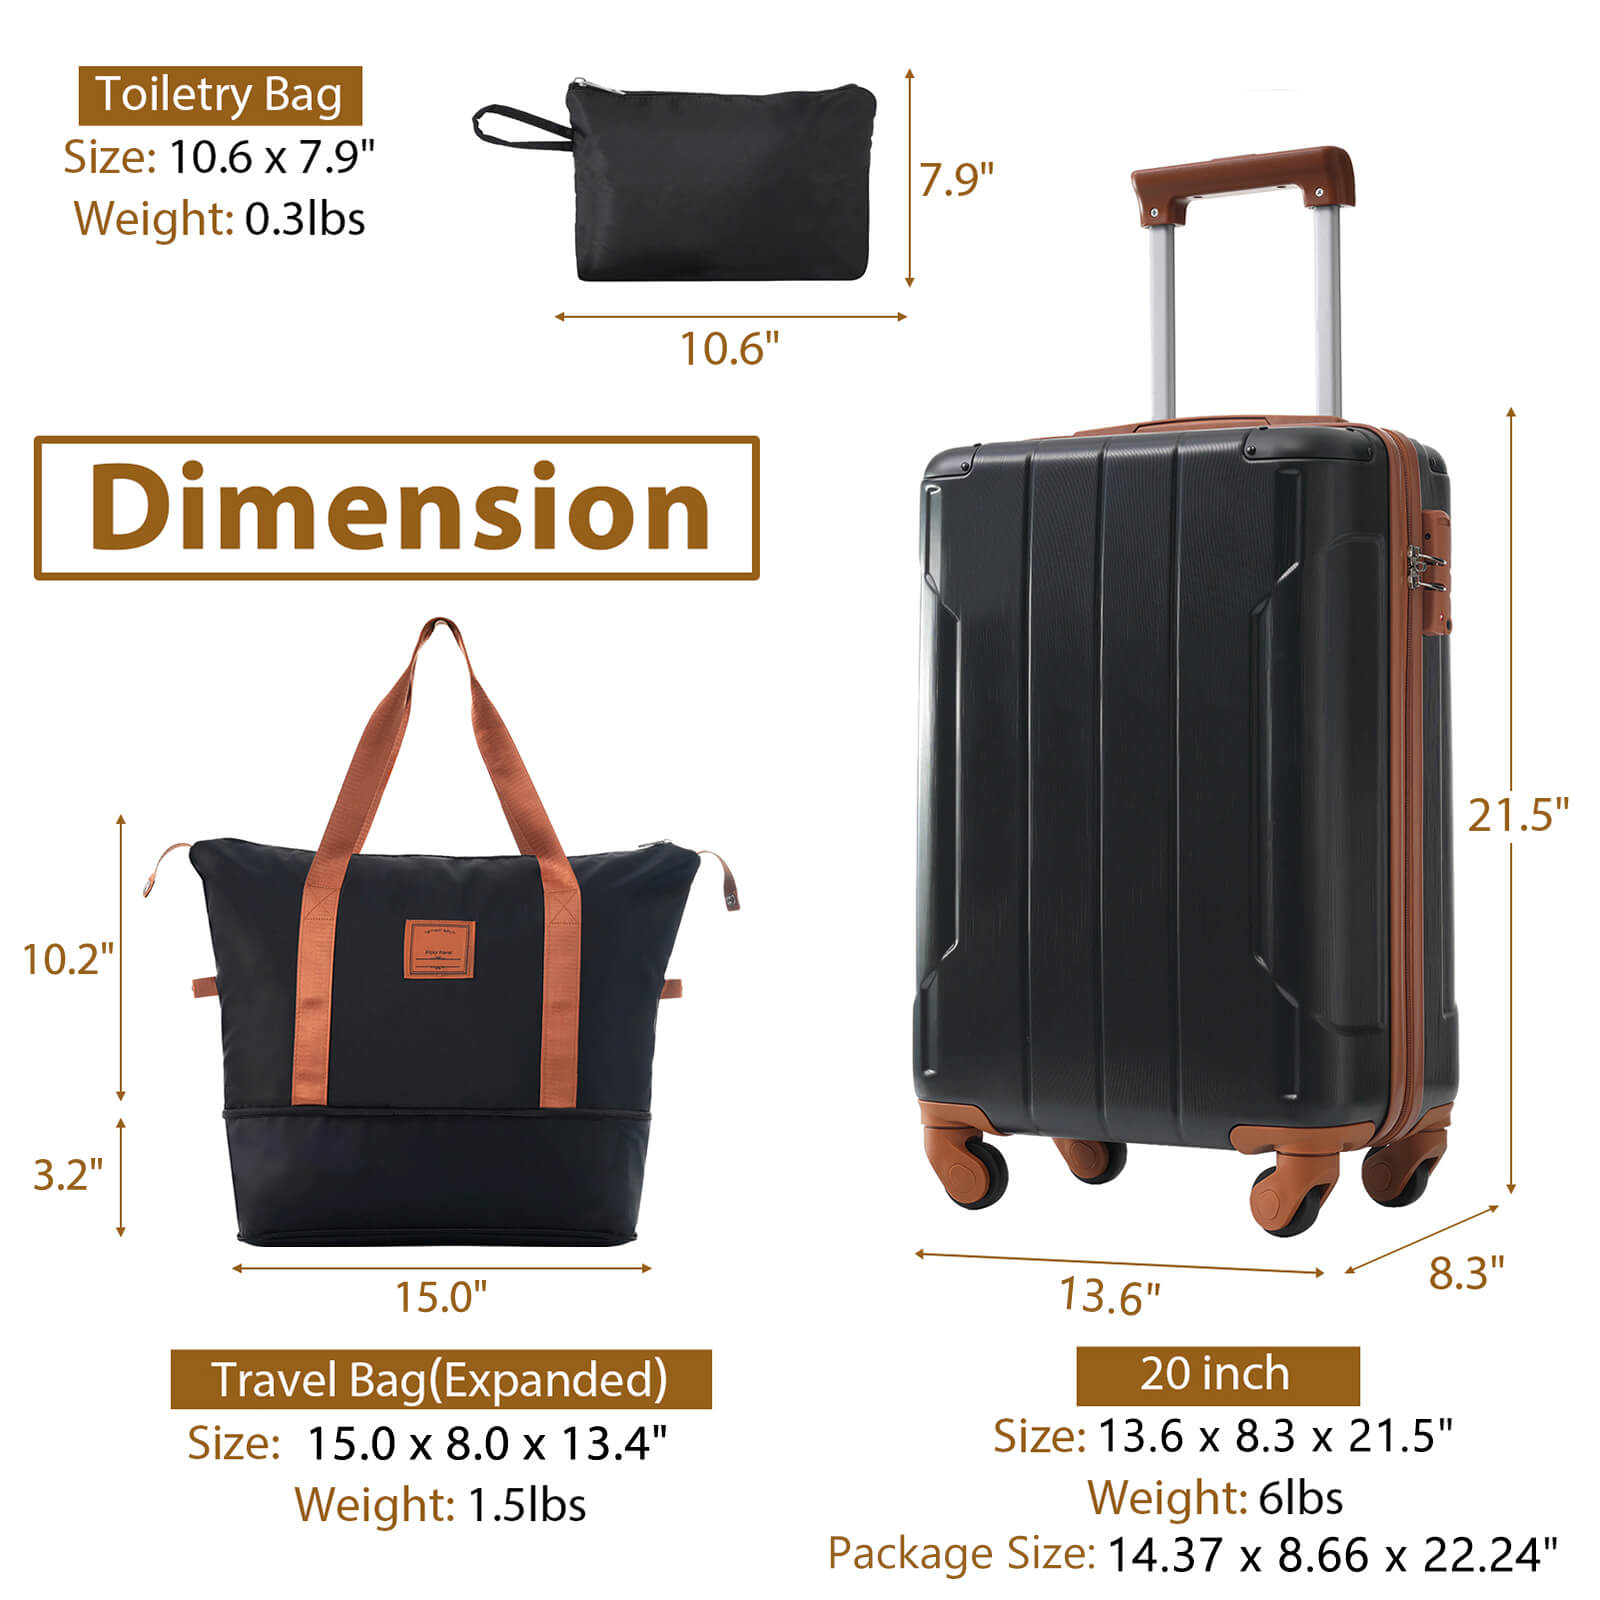 Toiletry Bag
Size: 10.6 x 7.9"
Weight: 0.3lbs
7.9"
10.6"
Dimension
21.5"
10.2"
3.2"
15.0"
13.6"
8.3"
Enjoy travel
Travel Bag(Expanded)
Size: 15.0 x 8.0 x 13.4"
Weight: 1.5lbs
20 inch
Size: 13.6 x 8.3 x 21.5"
Weight: 6lbs
Package Size: 14.37 x 8.66 x 22.24"